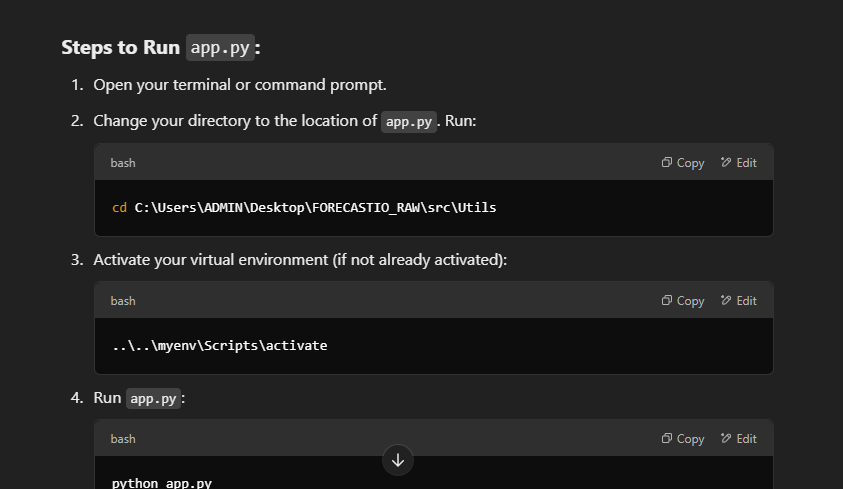 Steps to Run app.py:
1. Open your terminal or command prompt.
2. Change your directory to the location of app.py. Run:
bash Copy Edit
cd C:\Users\ADMIN\Desktop\FORECASTIO_RAW\src\Utils
3. Activate your virtual environment (if not already activated):
bash Copy Edit
..\..\myenv\Scripts\activate
4. Run app.py:
bash Copy Edit
python app.py